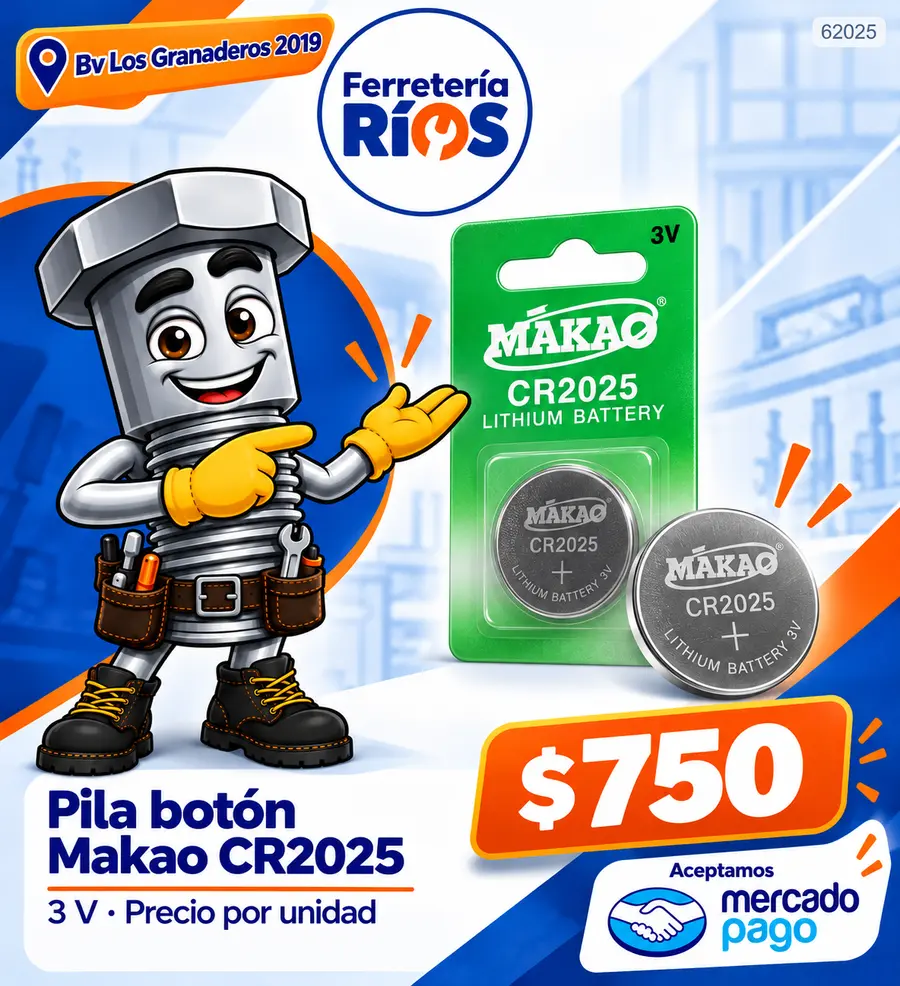 Bv Los Granaderos 2019
Ferretería
RÍOS
62025
3V
MAKAO®
CR2025
LITHIUM BATTERY
MAKAO®
CR2025
+
LITHIUM BATTERY 3V
MAKAO®
CR2025
+
LITHIUM BATTERY 3V
$750
Pila botón
Makao CR2025
3 V · Precio por unidad
Aceptamos
mercado
pago